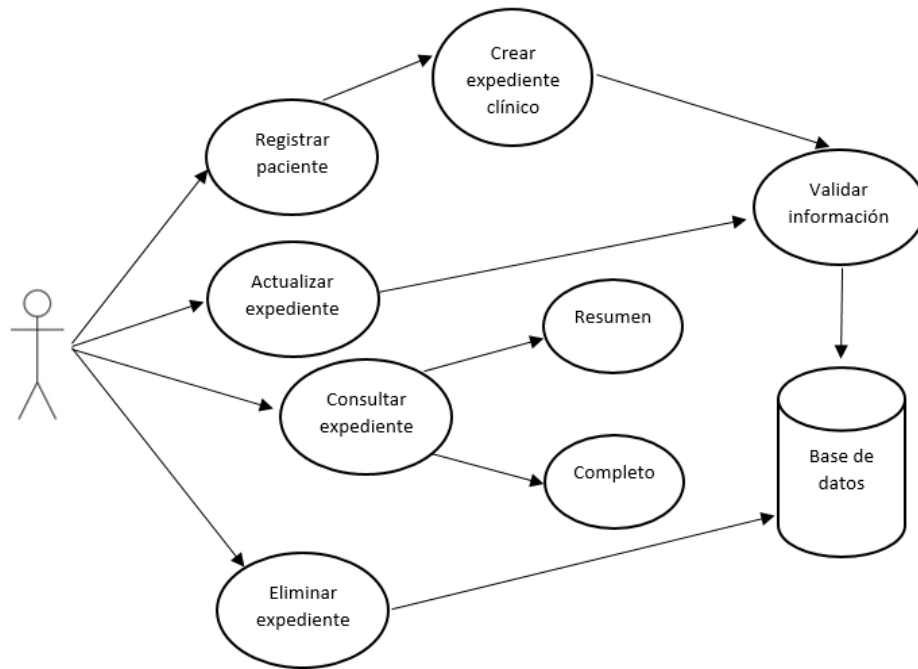 Crear
expediente
clínico
Registrar
paciente
Validar
información
Actualizar
expediente
Resumen
Consultar
expediente
Completo
Base de
datos
Eliminar
expediente